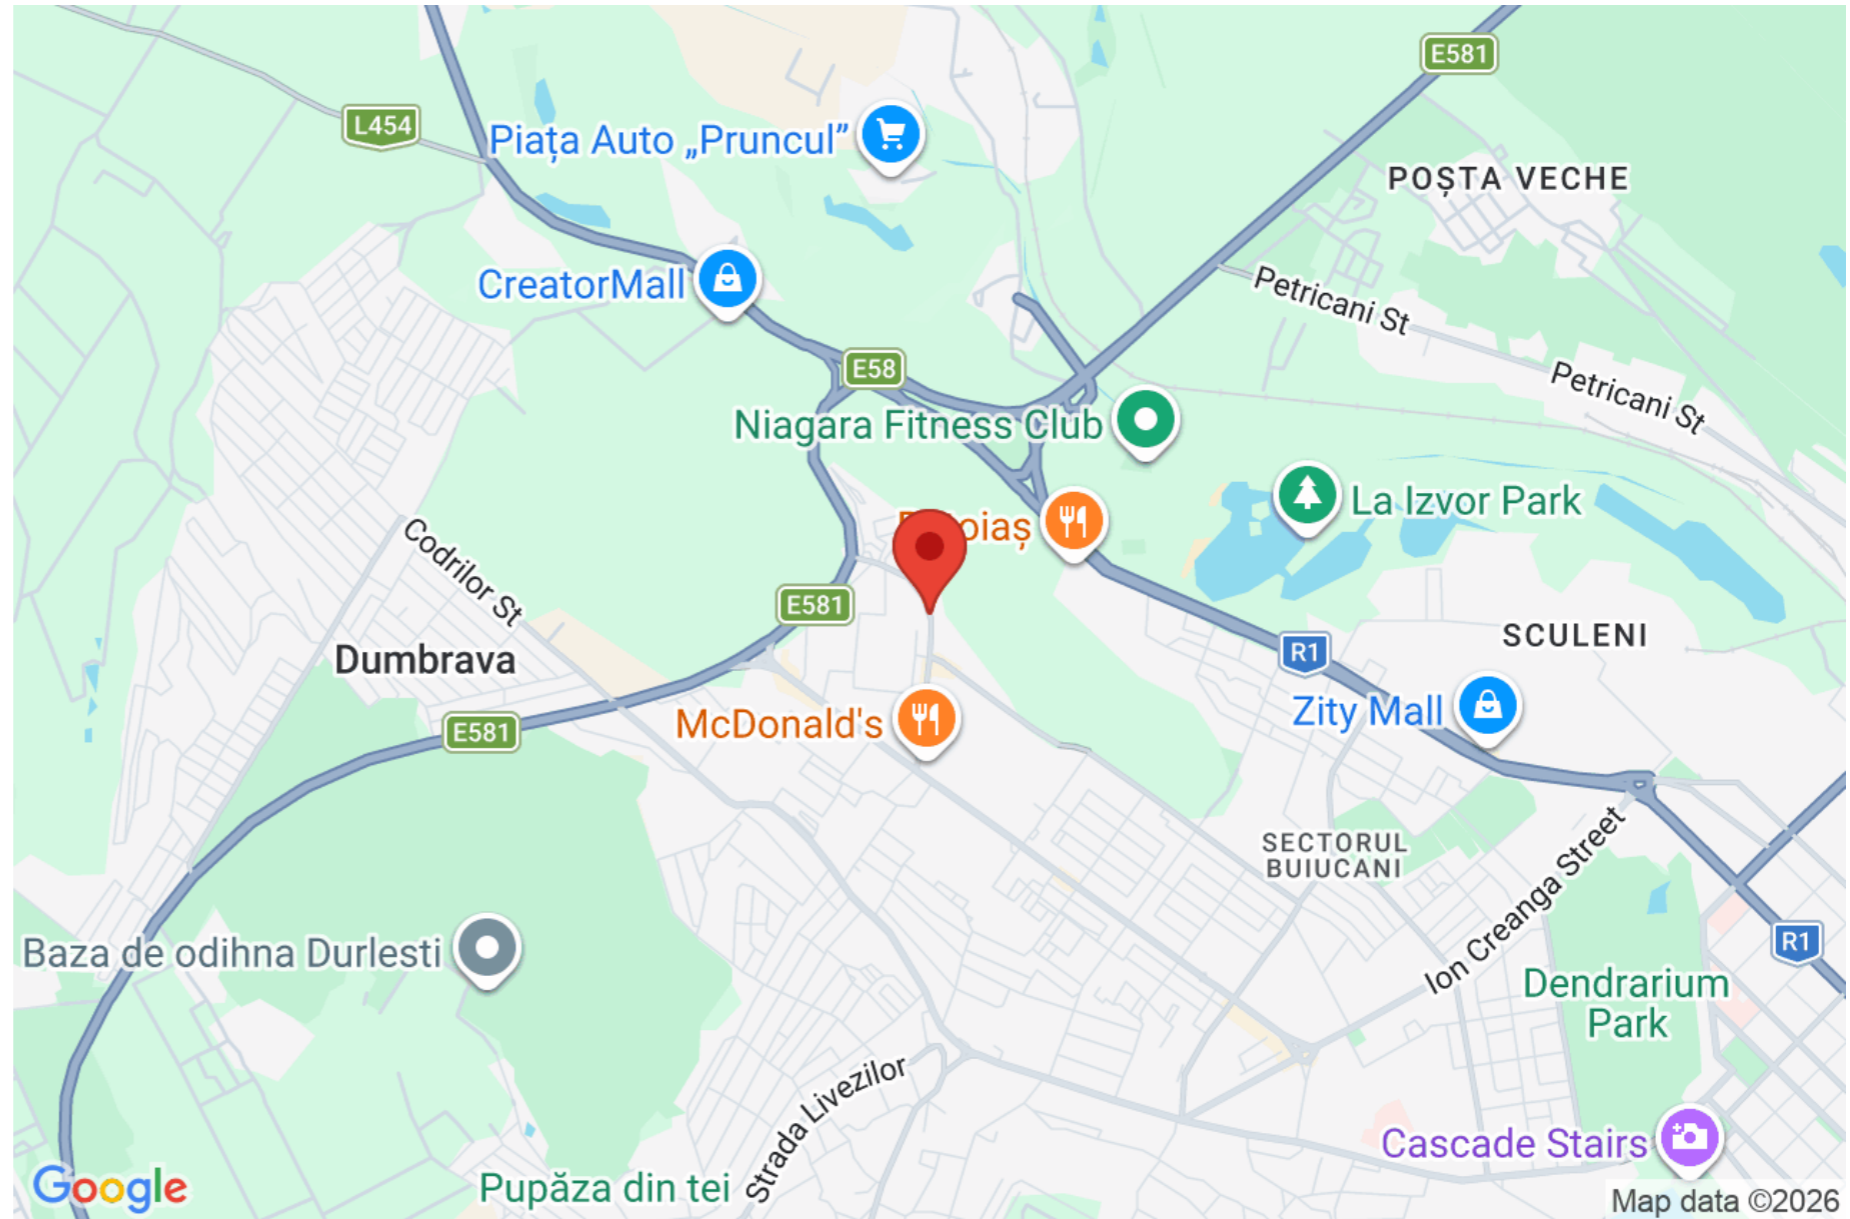 E581
L454
Piața Auto „Pruncul”
POȘTA VECHE
CreatorMall
Petricani St
E58
Petricani St
Niagara Fitness Club
La Izvor Park
Codrilor St
E581
SCULENI
Dumbrava
R1
E581
McDonald's
Zity Mall
SECTORUL
BUIUCANI
Ion Creanga Street
Baza de odihna Durlesti
R1
Dendrarium
Park
Strada Livezilor
Cascade Stairs
Pupăza din tei
Google
Map data ©2026